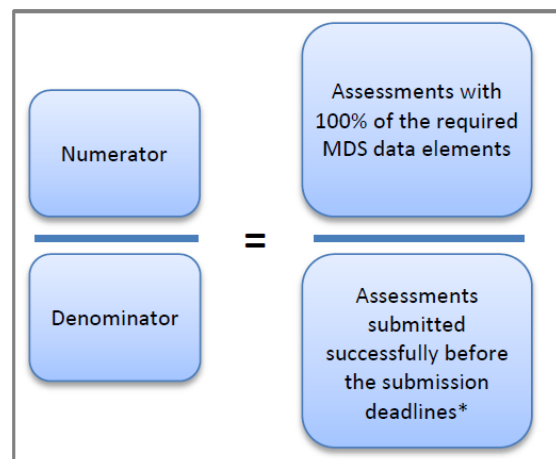 Numerator
Denominator
=
Assessments with
100% of the required
MDS data elements
Assessments
submitted
successfully before
the submission
deadlines*